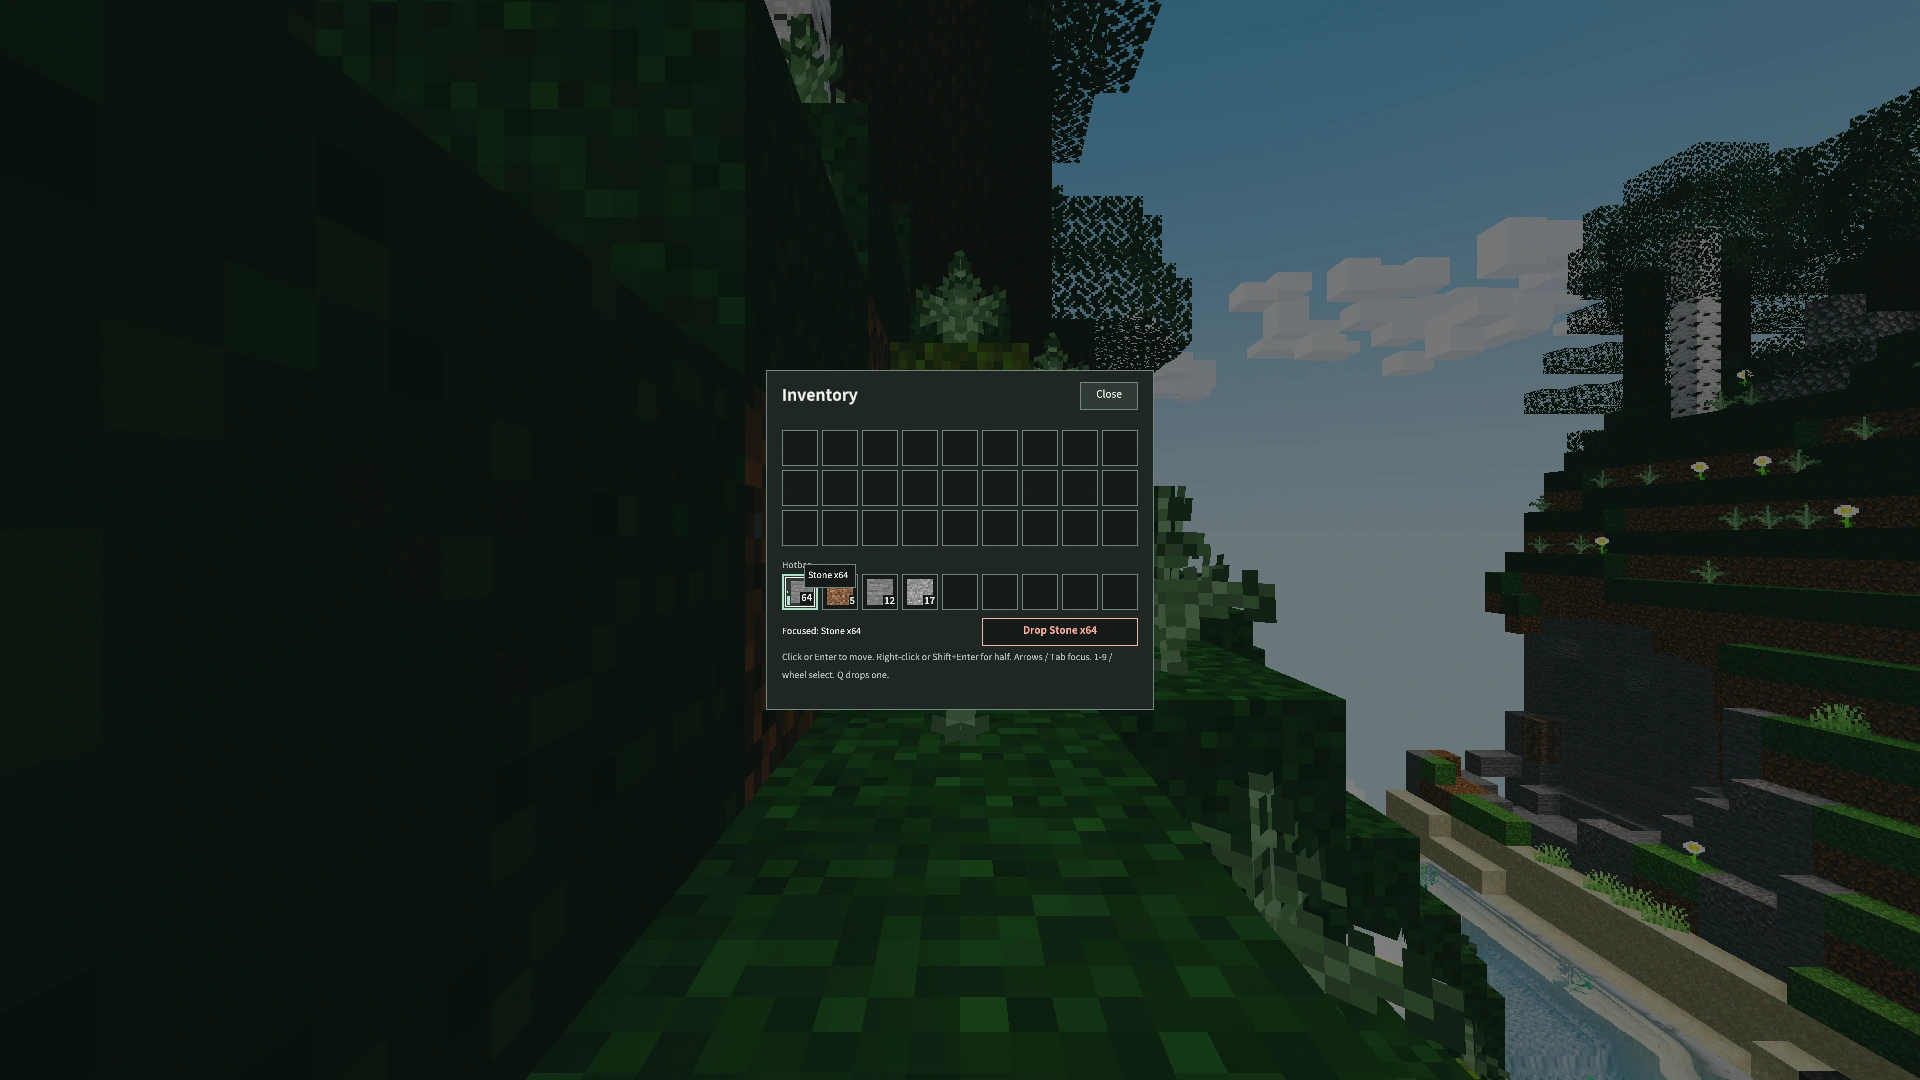 Inventory
Close
Stone x64
64
5
12
17
Focused: Stone x64
Drop Stone x64
Click or Enter to move. Right-click or Shift+Enter for half. Arrows / Tab focus. 1-9 /
wheel select. Q drops one.